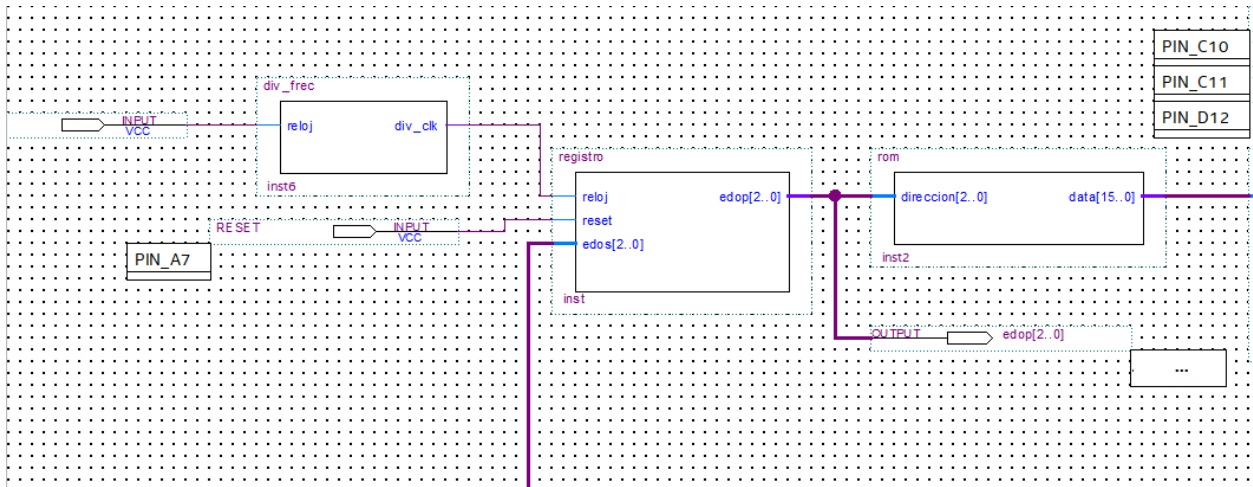 div_frec
INPUT
VCC
reloj
div_clk
inst6
RESET
INPUT
VCC
PIN_A7
registro
reloj
edop[2..0]
reset
edos[2..0]
inst
rom
direccion[2..0]
data[15..0]
inst2
OUTPUT
edop[2..0]
...
PIN_C10
PIN_C11
PIN_D12